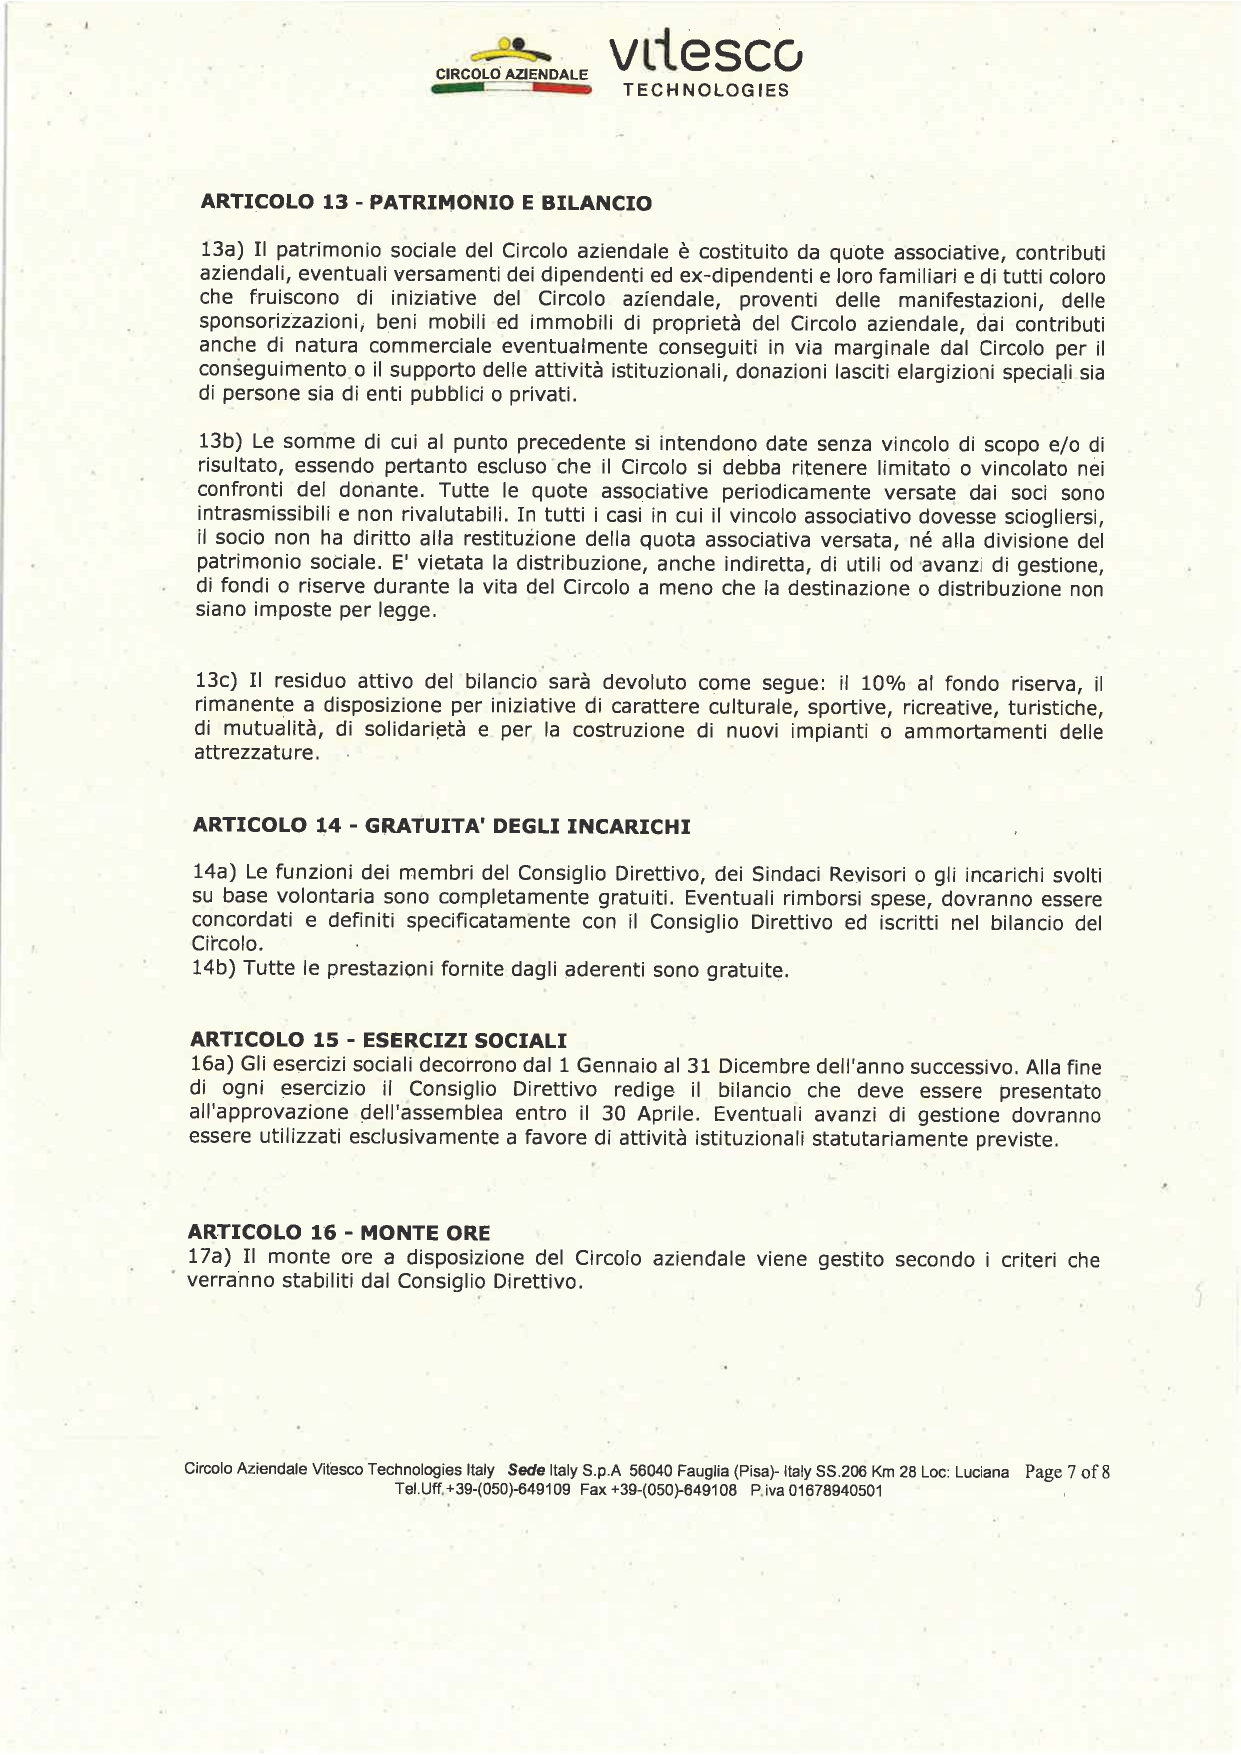 CIRCOLO AZIENDALE
vitesco
TECHNOLOGIES
ARTICOLO 13 - PATRIMONIO E BILANCIO
13a) Il patrimonio sociale del Circolo aziendale è costituito da quote associative, contributi
aziendali, eventuali versamenti dei dipendenti ed ex-dipendenti e loro familiari e di tutti coloro
che fruiscono di iniziative del Circolo aziendale, proventi delle manifestazioni, delle
sponsorizzazioni, beni mobili ed immobili di proprietà del Circolo aziendale, dai contributi
anche di natura commerciale eventualmente conseguiti in via marginale dal Circolo per il
conseguimento o il supporto delle attività istituzionali, donazioni lasciti elargizioni speciali sia
di persone sia di enti pubblici o privati.
13b) Le somme di cui al punto precedente si intendono date senza vincolo di scopo e/o di
risultato, essendo pertanto escluso che il Circolo si debba ritenere limitato o vincolato nei
confronti del donante. Tutte le quote associative periodicamente versate dai soci sono
intrasmissibili e non rivalutabili. In tutti i casi in cui il vincolo associativo dovesse sciogliersi,
il socio non ha diritto alla restituzione della quota associativa versata, né alla divisione del
patrimonio sociale. E' vietata la distribuzione, anche indiretta, di utili od avanzi di gestione,
di fondi o riserve durante la vita del Circolo a meno che la destinazione o distribuzione non
siano imposte per legge.
13c) Il residuo attivo del bilancio sarà devoluto come segue: il 10% al fondo riserva, il
rimanente a disposizione per iniziative di carattere culturale, sportive, ricreative, turistiche,
di mutualità, di solidarietà e per la costruzione di nuovi impianti o ammortamenti delle
attrezzature.
ARTICOLO 14 - GRATUITA' DEGLI INCARICHI
14a) Le funzioni dei membri del Consiglio Direttivo, dei Sindaci Revisori o gli incarichi svolti
su base volontaria sono completamente gratuiti. Eventuali rimborsi spese, dovranno essere
concordati e definiti specificatamente con il Consiglio Direttivo ed iscritti nel bilancio del
Circolo.
14b) Tutte le prestazioni fornite dagli aderenti sono gratuite.
ARTICOLO 15 - ESERCIZI SOCIALI
16a) Gli esercizi sociali decorrono dal 1 Gennaio al 31 Dicembre dell'anno successivo. Alla fine
di ogni esercizio il Consiglio Direttivo redige il bilancio che deve essere presentato
all'approvazione dell'assemblea entro il 30 Aprile. Eventuali avanzi di gestione dovranno
essere utilizzati esclusivamente a favore di attività istituzionali statutariamente previste.
ARTICOLO 16 - MONTE ORE
17a) Il monte ore a disposizione del Circolo aziendale viene gestito secondo i criteri che
verranno stabiliti dal Consiglio Direttivo.
Circolo Aziendale Vitesco Technologies Italy Sede Italy S.p.A 56040 Fauglia (Pisa)- Italy SS.206 Km 28 Loc: Luciana Page 7 of 8
Tel.Uff.+39-(050)-649109 Fax +39-(050)-649108 P.iva 01678940501